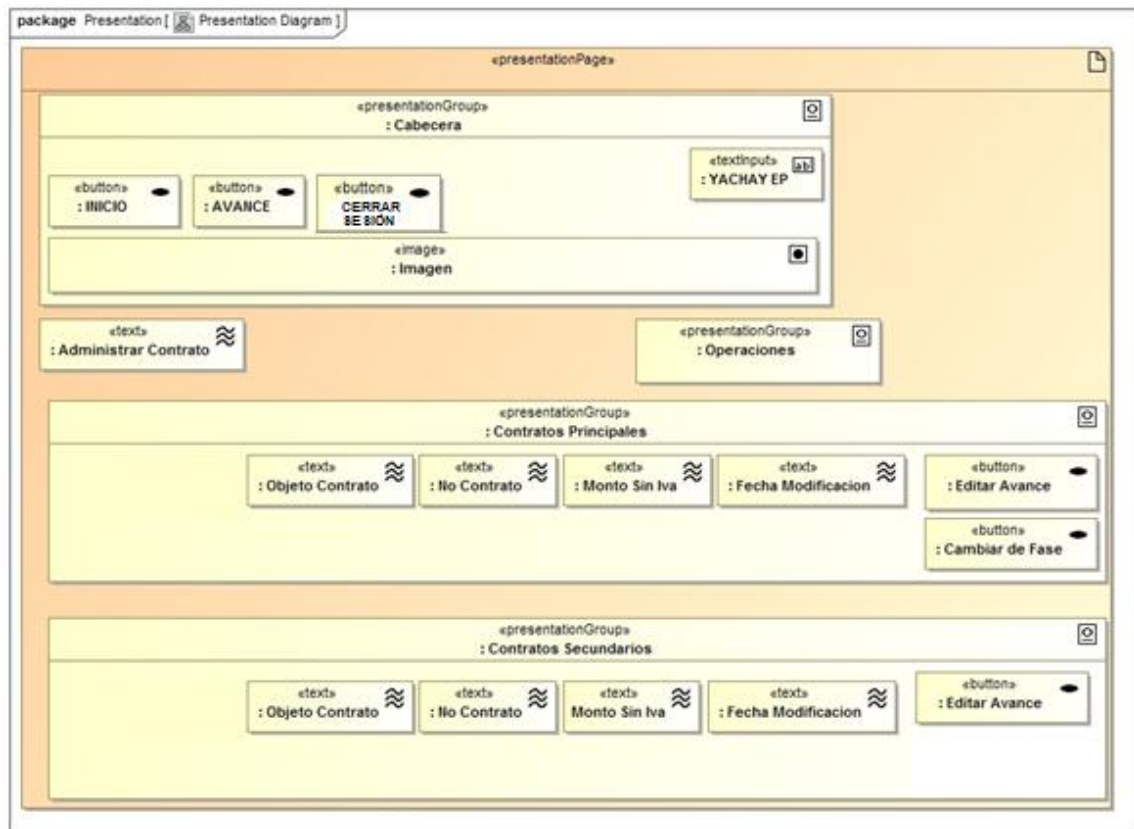 package Presentation [ Presentation Diagram ]
«presentationPage»
«presentationGroup»
: Cabecera
«textInput»
: YACHAY EP
«button»
: INICIO
«button»
: AVANCE
«button»
CERRAR
SESIÓN
«image»
: Imagen
«text»
: Administrar Contrato
«presentationGroup»
: Operaciones
«presentationGroup»
: Contratos Principales
«text»
: Objeto Contrato
«text»
: No Contrato
«text»
: Monto Sin Iva
«text»
: Fecha Modificacion
«button»
: Editar Avance
«button»
: Cambiar de Fase
«presentationGroup»
: Contratos Secundarios
«text»
: Objeto Contrato
«text»
: No Contrato
«text»
Monto Sin Iva
«text»
: Fecha Modificacion
«button»
: Editar Avance